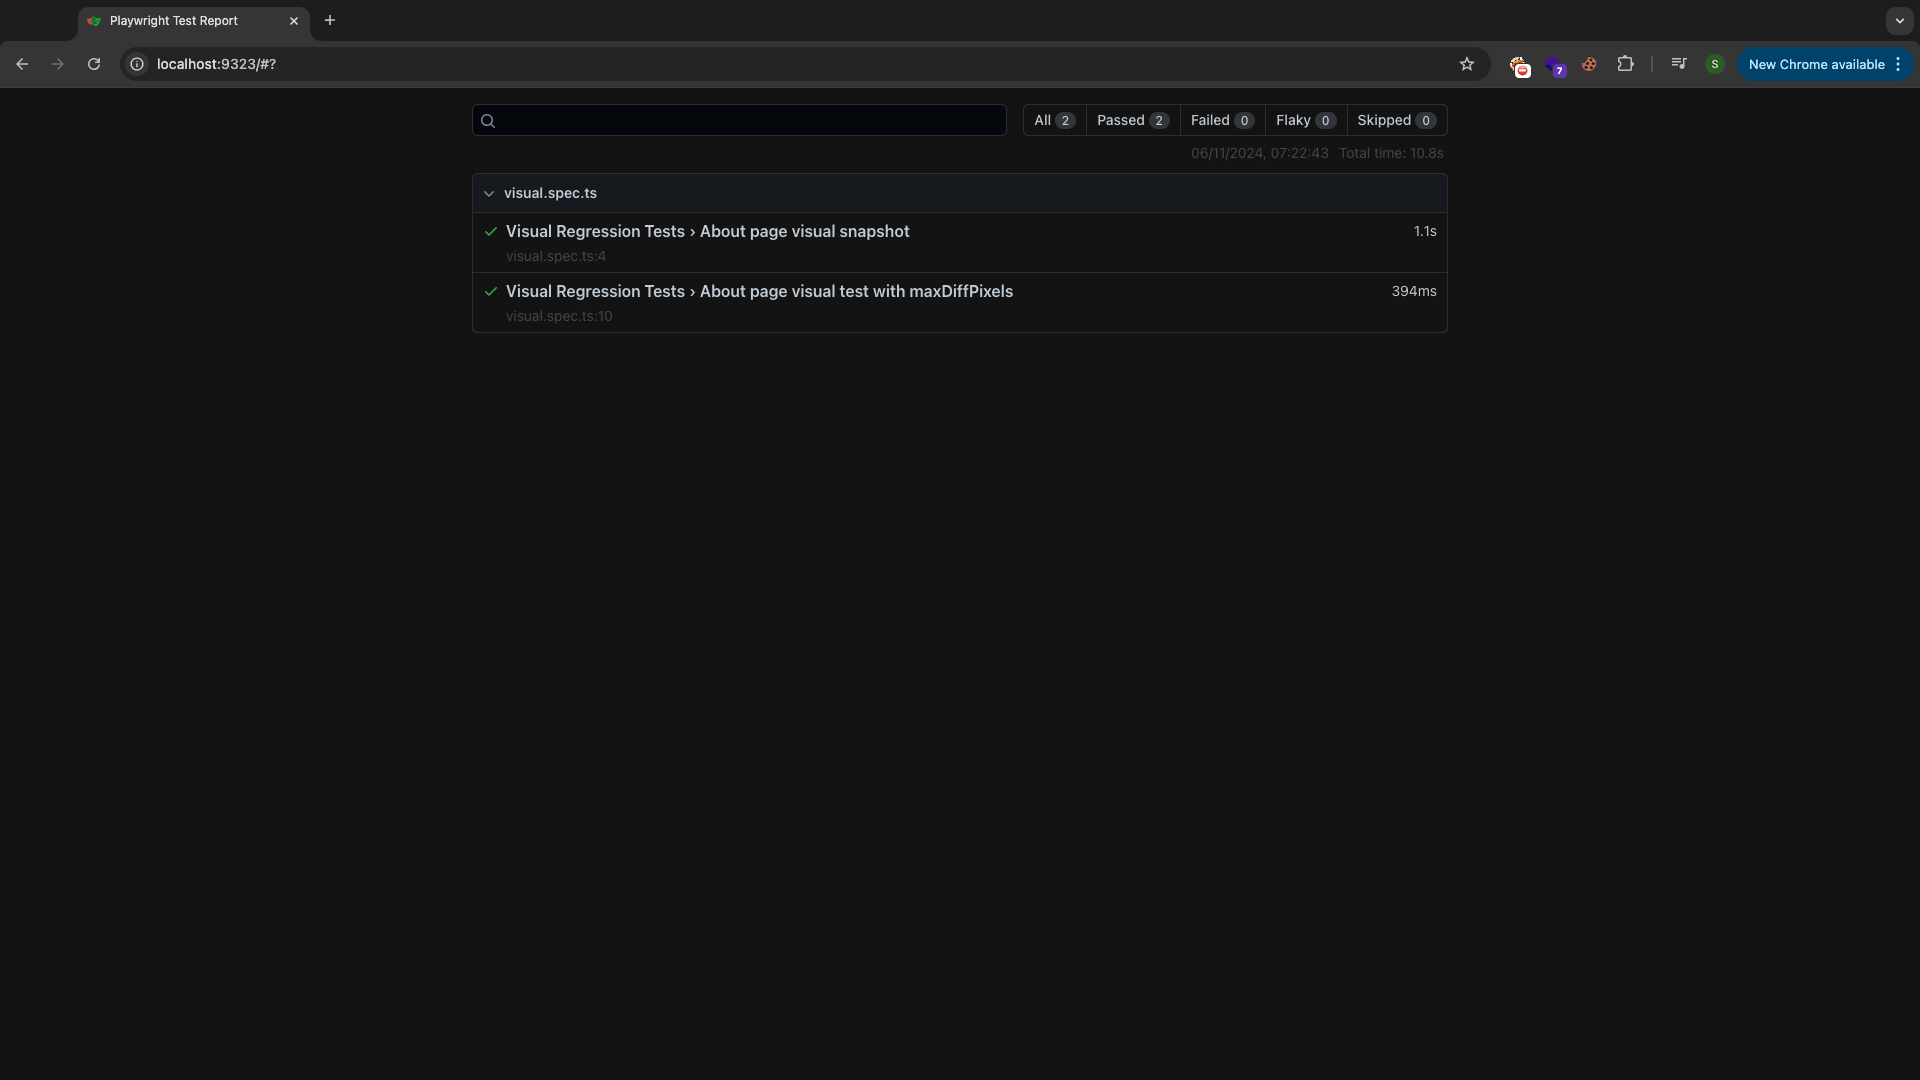 Playwright Test Report
localhost:9323/#?
7
S
New Chrome available
All 2
Passed 2
Failed 0
Flaky 0
Skipped 0
06/11/2024, 07:22:43 Total time: 10.8s
visual.spec.ts
Visual Regression Tests › About page visual snapshot
1.1s
visual.spec.ts:4
Visual Regression Tests › About page visual test with maxDiffPixels
394ms
visual.spec.ts:10